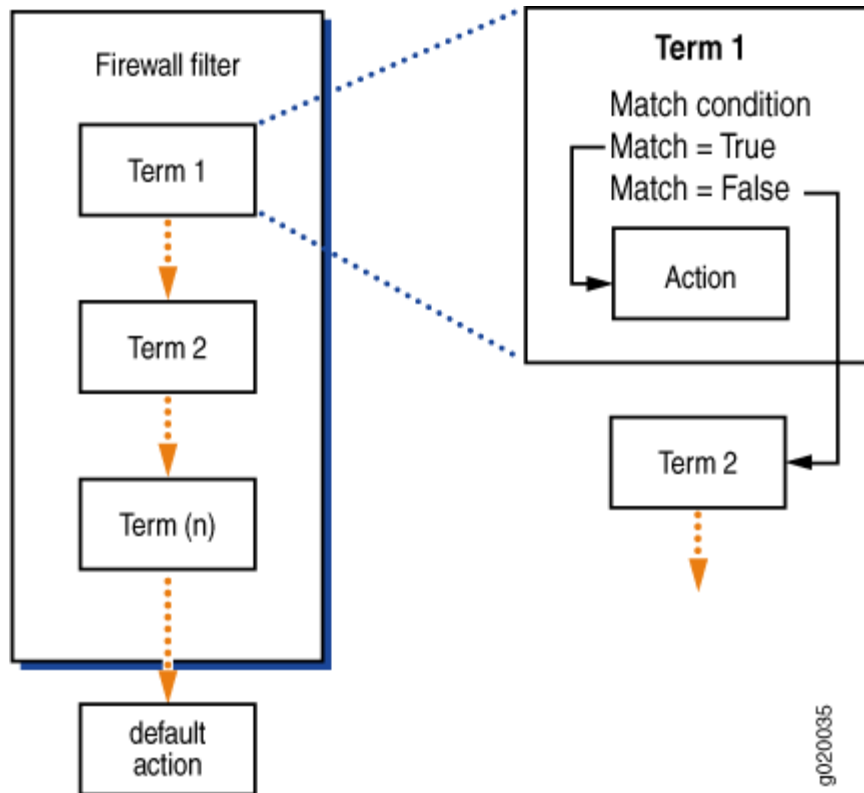 Firewall filter
Term 1
Term 2
Term (n)
default
action
Term 1
Match condition
Match = True
Match = False
Action
Term 2
g020035